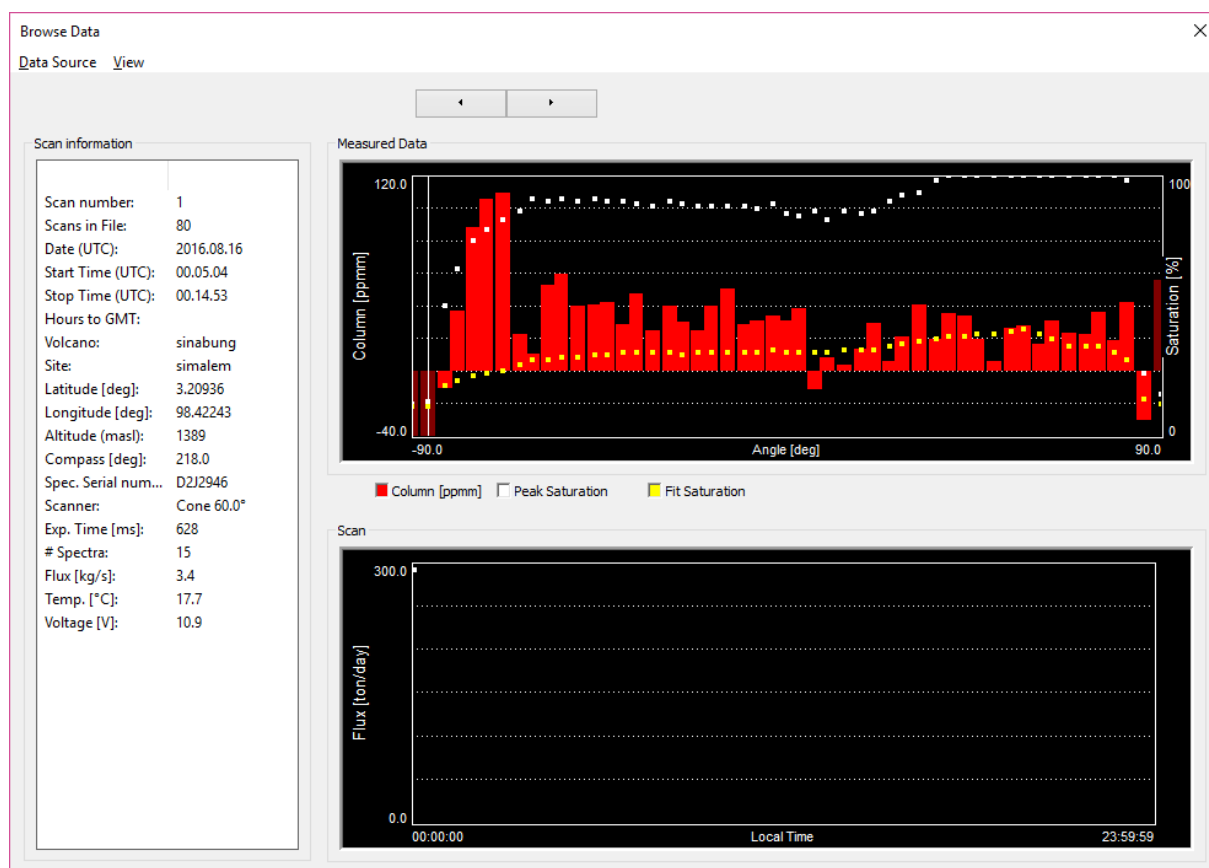 Browse Data
Data Source View
Scan information
Scan number: 1
Scans in File: 80
Date (UTC): 2016.08.16
Start Time (UTC): 00.05.04
Stop Time (UTC): 00.14.53
Hours to GMT:
Volcano: sinabung
Site: simalem
Latitude [deg]: 3.20936
Longitude [deg]: 98.42243
Altitude (masl): 1389
Compass [deg]: 218.0
Spec. Serial num... D2J2946
Scanner: Cone 60.0°
Exp. Time [ms]: 628
# Spectra: 15
Flux [kg/s]: 3.4
Temp. [°C]: 17.7
Voltage [V]: 10.9
Measured Data
120.0
100
Column [ppmm]
Saturation [%]
-40.0
0
-90.0 Angle [deg] 90.0
Column [ppmm] Peak Saturation Fit Saturation
Scan
300.0
Flux [ton/day]
0.0
00:00:00 Local Time 23:59:59